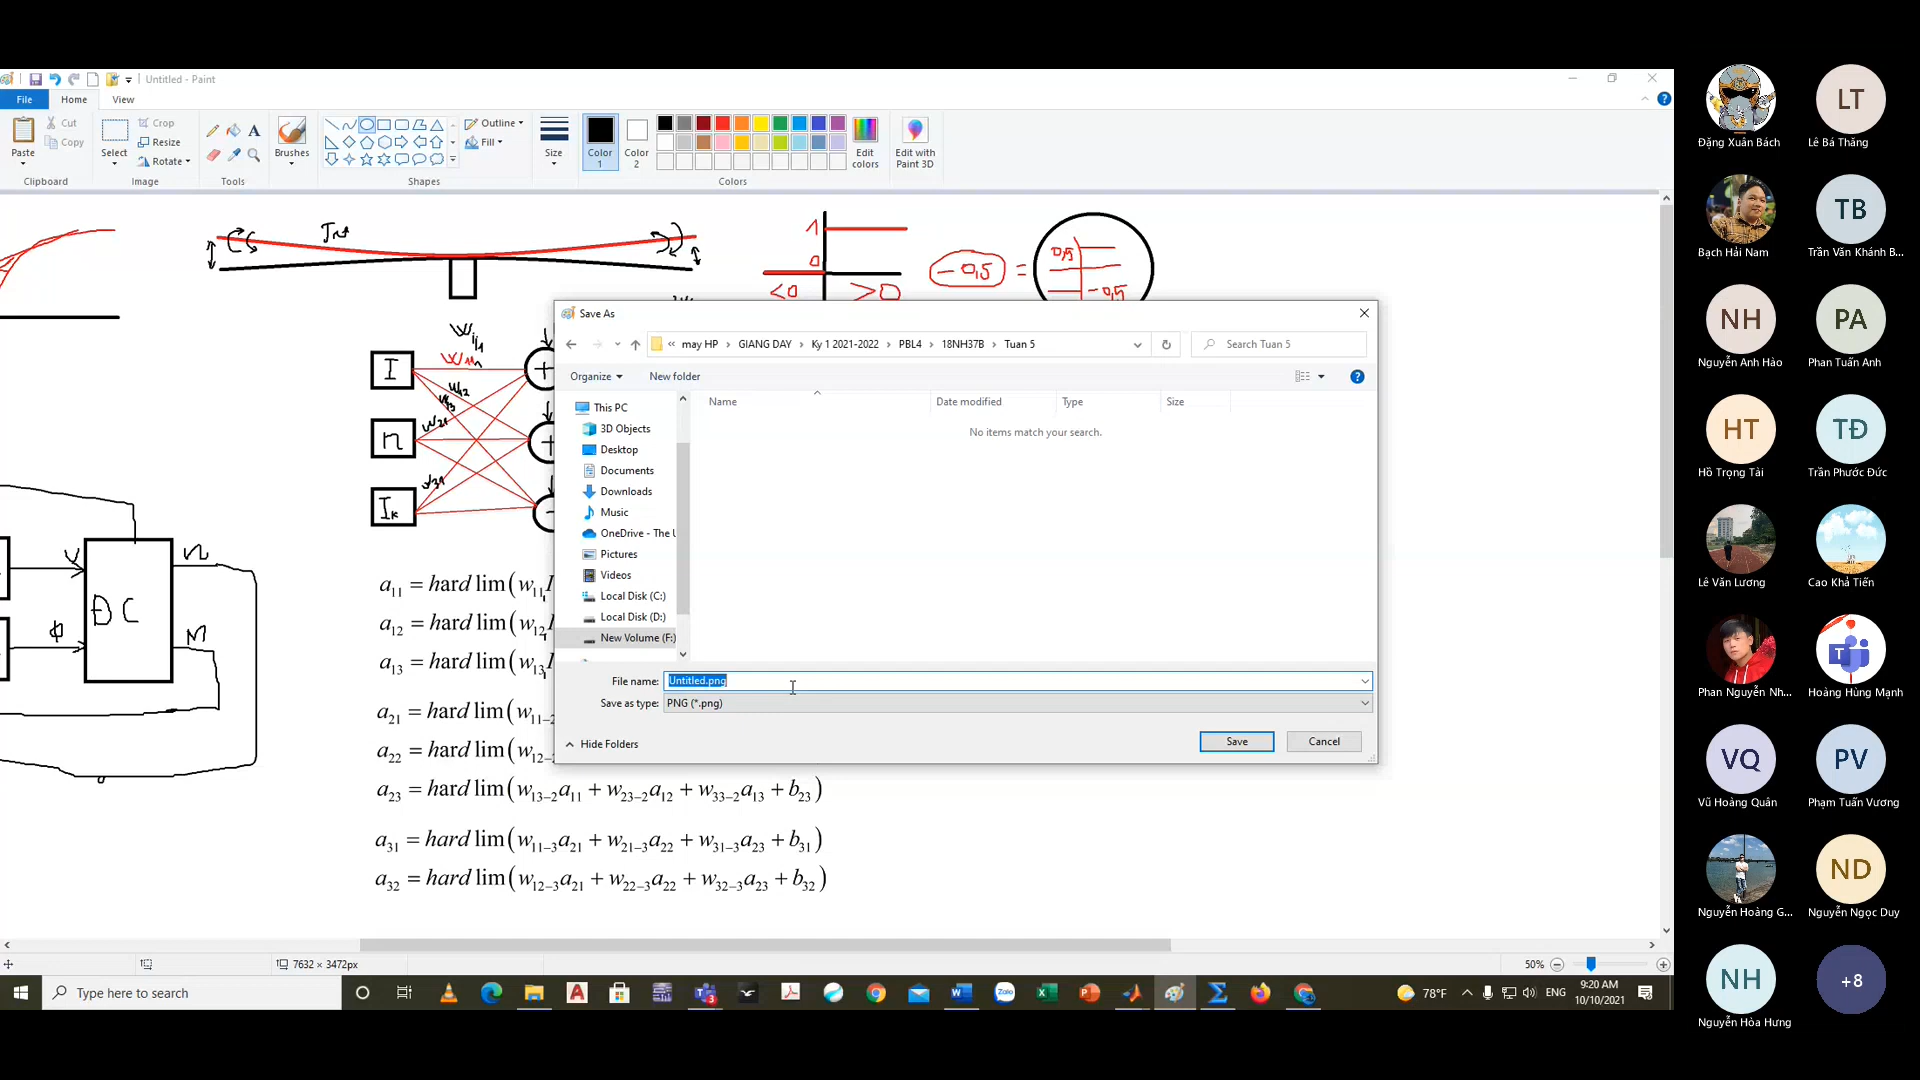 Untitled - Paint
File
Home
View
Paste
Cut
Copy
Clipboard
Select
Crop
Resize
Rotate
Image
Tools
Brushes
Shapes
Outline
Fill
Size
Color 1
Color 2
Edit colors
Edit with Paint 3D
Colors
1
0
<0
>0
-0,5
=
0,5
-0,5
I
n
Ik
V
n
ĐC
ϕ
M
a11 = hard lim(w11I
a12 = hard lim(w12I
a13 = hard lim(w13I
a21 = hard lim(w11-2
a22 = hard lim(w12-2
a23 = hard lim(w13-2a11 + w23-2a12 + w33-2a13 + b23)
a31 = hard lim(w11-3a21 + w21-3a22 + w31-3a23 + b31)
a32 = hard lim(w12-3a21 + w22-3a22 + w32-3a23 + b32)
Save As
« may HP › GIANG DAY › Ky 1 2021-2022 › PBL4 › 18NH37B › Tuan 5
Search Tuan 5
Organize
New folder
Name
Date modified
Type
Size
No items match your search.
This PC
3D Objects
Desktop
Documents
Downloads
Music
OneDrive - The U
Pictures
Videos
Local Disk (C:)
Local Disk (D:)
New Volume (F:)
File name: Untitled.png
Save as type: PNG (*.png)
Hide Folders
Save
Cancel
7632 × 3472px
50%
Type here to search
78°F
ENG
9:20 AM
10/10/2021
Đặng Xuân Bách
LT
Lê Bá Thăng
Bạch Hải Nam
TB
Trần Văn Khánh B...
NH
Nguyễn Anh Hào
PA
Phan Tuấn Anh
HT
Hồ Trọng Tài
TĐ
Trần Phước Đức
Lê Văn Lương
Cao Khả Tiến
Phan Nguyễn Nh...
Hoàng Hùng Mạnh
VQ
Vũ Hoàng Quân
PV
Phạm Tuấn Vương
Nguyễn Hoàng G...
ND
Nguyễn Ngọc Duy
NH
Nguyễn Hòa Hưng
+8